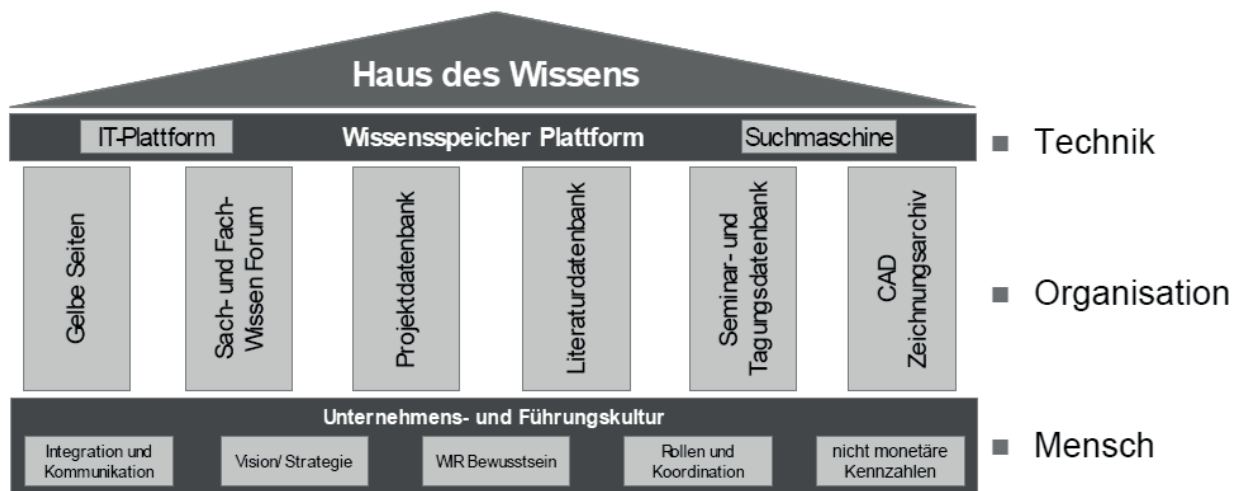 Haus des Wissens
IT-Plattform
Wissensspeicher Plattform
Suchmaschine
Technik
Gelbe Seiten
Sach- und Fach-
Wissen Forum
Projektdatenbank
Literaturdatenbank
Seminar- und
Tagungsdatenbank
CAD
Zeichnungsarchiv
Organisation
Unternehmens- und Führungskultur
Integration und
Kommunikation
Vision/ Strategie
WIR Bewusstsein
Rollen und
Koordination
nicht monetäre
Kennzahlen
Mensch